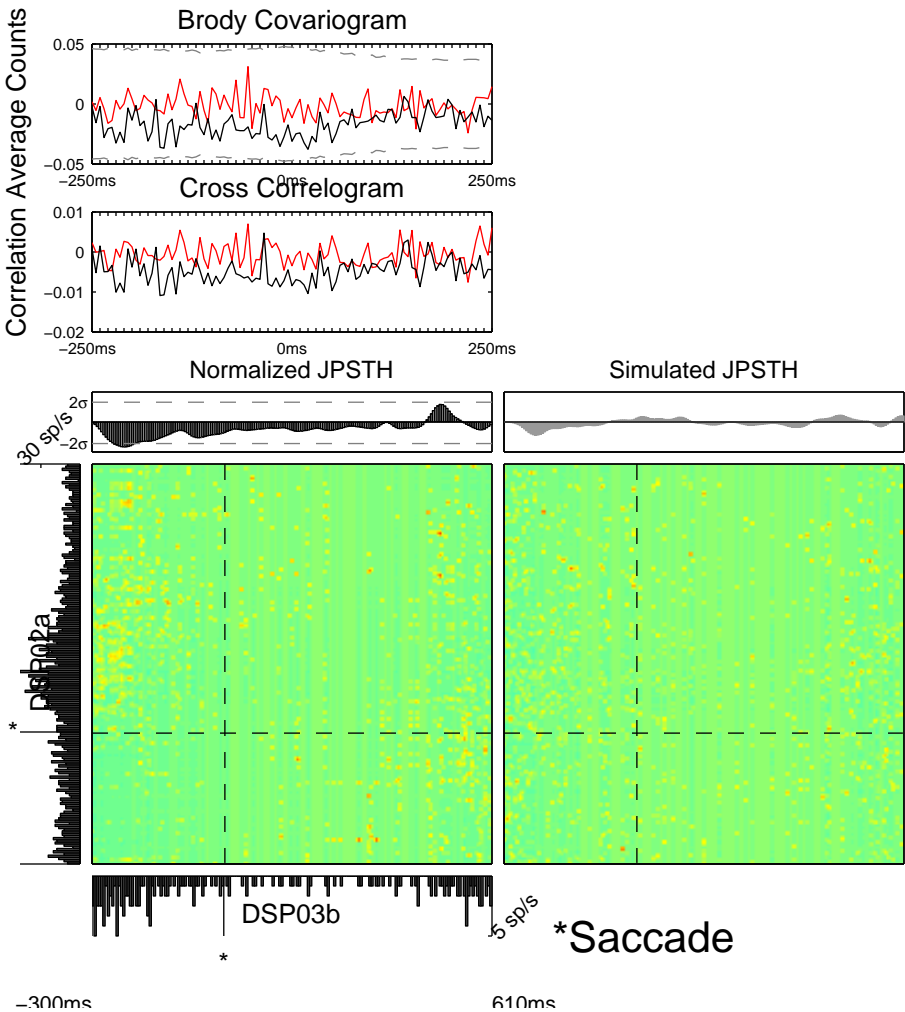 Brody Covariogram
Correlation Average Counts
0.05
0
−0.05
−250ms
0ms
250ms
Cross Correlogram
0.01
0
−0.01
−0.02
−250ms
0ms
250ms
Normalized JPSTH
Simulated JPSTH
2σ
−2σ
30 sp/s
DSP02a
*
DSP03b
5 sp/s
*
*Saccade
−300ms
610ms